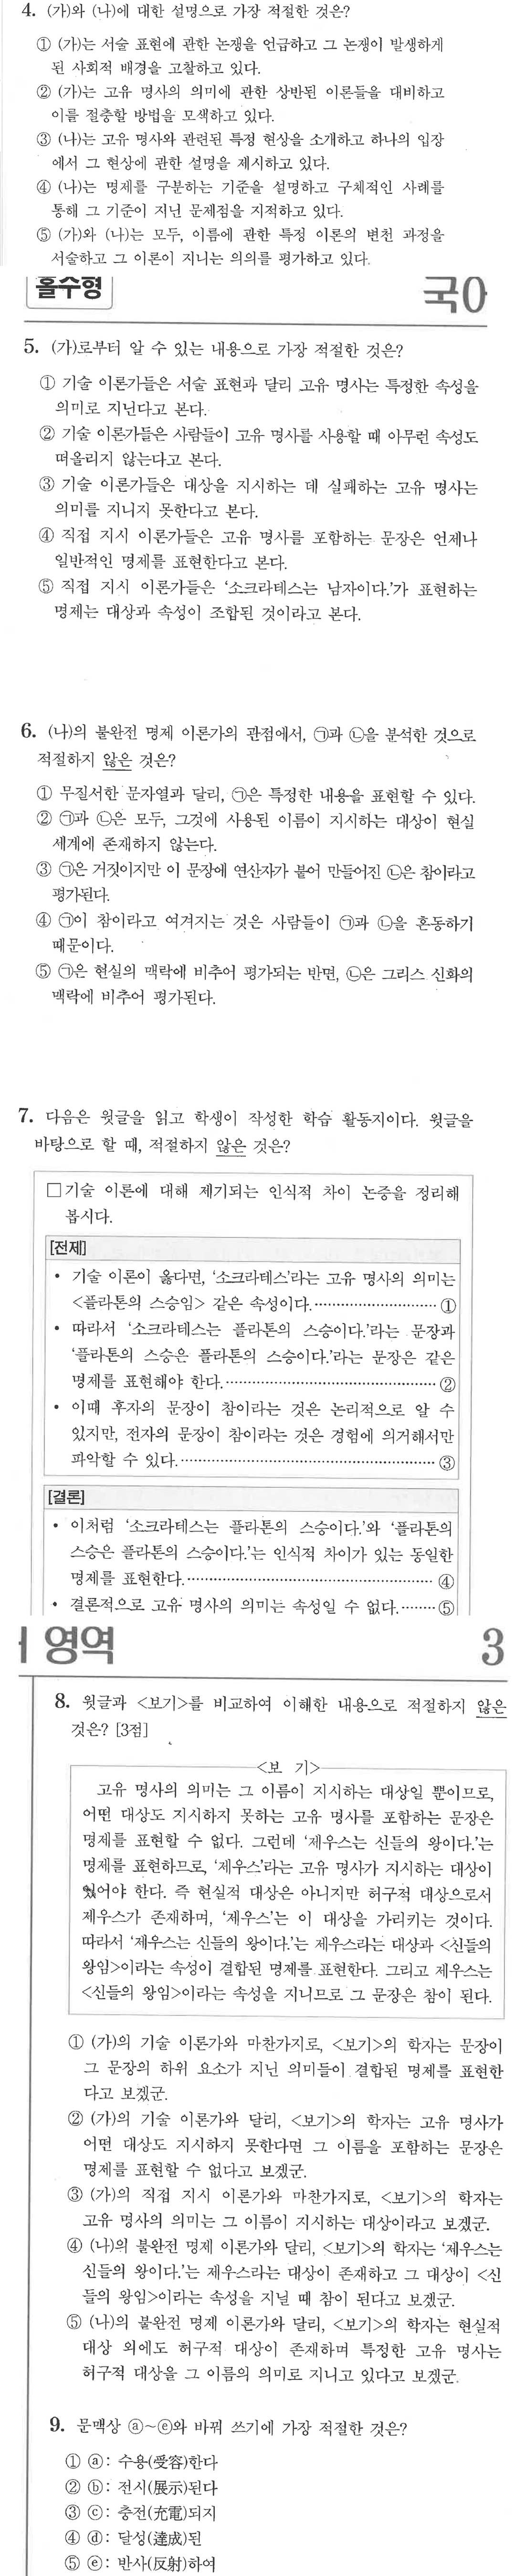 4. (가)와 (나)에 대한 설명으로 가장 적절한 것은?
① (가)는 서술 표현에 관한 논쟁을 언급하고 그 논쟁이 발생하게
된 사회적 배경을 고찰하고 있다.
② (가)는 고유 명사의 의미에 관한 상반된 이론들을 대비하고
이를 절충할 방법을 모색하고 있다.
③ (나)는 고유 명사와 관련된 특정 현상을 소개하고 하나의 입장
에서 그 현상에 관한 설명을 제시하고 있다.
④ (나)는 명제를 구분하는 기준을 설명하고 구체적인 사례를
통해 그 기준이 지닌 문제점을 지적하고 있다.
⑤ (가)와 (나)는 모두, 이름에 관한 특정 이론의 변천 과정을
서술하고 그 이론이 지니는 의의를 평가하고 있다.
홀수형
국어
5. (가)로부터 알 수 있는 내용으로 가장 적절한 것은?
① 기술 이론가들은 서술 표현과 달리 고유 명사는 특정한 속성을
의미로 지닌다고 본다.
② 기술 이론가들은 사람들이 고유 명사를 사용할 때 아무런 속성도
떠올리지 않는다고 본다.
③ 기술 이론가들은 대상을 지시하는 데 실패하는 고유 명사는
의미를 지니지 못한다고 본다.
④ 직접 지시 이론가들은 고유 명사를 포함하는 문장은 언제나
일반적인 명제를 표현한다고 본다.
⑤ 직접 지시 이론가들은 '소크라테스는 남자이다.'가 표현하는
명제는 대상과 속성이 조합된 것이라고 본다.
6. (나)의 불완전 명제 이론가의 관점에서, ㉠과 ㉡을 분석한 것으로
적절하지 않은 것은?
① 무질서한 문자열과 달리, ㉠은 특정한 내용을 표현할 수 있다.
② ㉠과 ㉡은 모두, 그것에 사용된 이름이 지시하는 대상이 현실
세계에 존재하지 않는다.
③ ㉠은 거짓이지만 이 문장에 연산자가 붙어 만들어진 ㉡은 참이라고
평가된다.
④ ㉠이 참이라고 여겨지는 것은 사람들이 ㉠과 ㉡을 혼동하기
때문이다.
⑤ ㉠은 현실의 맥락에 비추어 평가되는 반면, ㉡은 그리스 신화의
맥락에 비추어 평가된다.
7. 다음은 윗글을 읽고 학생이 작성한 학습 활동지이다. 윗글을
바탕으로 할 때, 적절하지 않은 것은?
□기술 이론에 대해 제기되는 인식적 차이 논증을 정리해
봅시다.
[전제]
• 기술 이론이 옳다면, '소크라테스'라는 고유 명사의 의미는
<플라톤의 스승임> 같은 속성이다.……………………… ①
• 따라서 '소크라테스는 플라톤의 스승이다.'라는 문장과
'플라톤의 스승은 플라톤의 스승이다.'라는 문장은 같은
명제를 표현해야 한다.……………………………………… ②
• 이때 후자의 문장이 참이라는 것은 논리적으로 알 수
있지만, 전자의 문장이 참이라는 것은 경험에 의거해서만
파악할 수 있다.……………………………………………… ③
[결론]
• 이처럼 '소크라테스는 플라톤의 스승이다.'와 '플라톤의
스승은 플라톤의 스승이다.'는 인식적 차이가 있는 동일한
명제를 표현한다.…………………………………………… ④
• 결론적으로 고유 명사의 의미는 속성일 수 없다.…… ⑤
영역
3
8. 윗글과 <보기>를 비교하여 이해한 내용으로 적절하지 않은
것은? [3점]
<보 기>
고유 명사의 의미는 그 이름이 지시하는 대상일 뿐이므로,
어떤 대상도 지시하지 못하는 고유 명사를 포함하는 문장은
명제를 표현할 수 없다. 그런데 '제우스는 신들의 왕이다.'는
명제를 표현하므로, '제우스'라는 고유 명사가 지시하는 대상이
있어야 한다. 즉 현실적 대상은 아니지만 허구적 대상으로서
제우스가 존재하며, '제우스'는 이 대상을 가리키는 것이다.
따라서 '제우스는 신들의 왕이다.'는 제우스라는 대상과 <신들의
왕임>이라는 속성이 결합된 명제를 표현한다. 그리고 제우스는
<신들의 왕임>이라는 속성을 지니므로 그 문장은 참이 된다.
① (가)의 기술 이론가와 마찬가지로, <보기>의 학자는 문장이
그 문장의 하위 요소가 지닌 의미들이 결합된 명제를 표현한
다고 보겠군.
② (가)의 기술 이론가와 달리, <보기>의 학자는 고유 명사가
어떤 대상도 지시하지 못한다면 그 이름을 포함하는 문장은
명제를 표현할 수 없다고 보겠군.
③ (가)의 직접 지시 이론가와 마찬가지로, <보기>의 학자는
고유 명사의 의미는 그 이름이 지시하는 대상이라고 보겠군.
④ (나)의 불완전 명제 이론가와 달리, <보기>의 학자는 '제우스는
신들의 왕이다.'는 제우스라는 대상이 존재하고 그 대상이 <신
들의 왕임>이라는 속성을 지닐 때 참이 된다고 보겠군.
⑤ (나)의 불완전 명제 이론가와 달리, <보기>의 학자는 현실적
대상 외에도 허구적 대상이 존재하며 특정한 고유 명사는
허구적 대상을 그 이름의 의미로 지니고 있다고 보겠군.
9. 문맥상 ⓐ~ⓔ와 바꿔 쓰기에 가장 적절한 것은?
① ⓐ: 수용(受容)한다
② ⓑ: 전시(展示)된다
③ ⓒ: 충전(充電)되지
④ ⓓ: 달성(達成)된
⑤ ⓔ: 반사(反射)하여